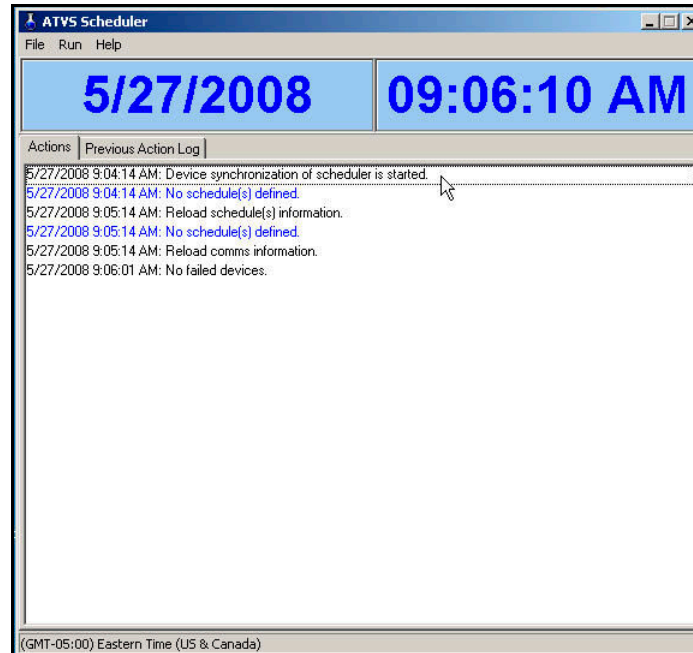 ATVS Scheduler
File Run Help
5/27/2008 09:06:10 AM
Actions Previous Action Log
5/27/2008 9:04:14 AM: Device synchronization of scheduler is started.
5/27/2008 9:04:14 AM: No schedule(s) defined.
5/27/2008 9:05:14 AM: Reload schedule(s) information.
5/27/2008 9:05:14 AM: No schedule(s) defined.
5/27/2008 9:05:14 AM: Reload comms information.
5/27/2008 9:06:01 AM: No failed devices.
(GMT-05:00) Eastern Time (US & Canada)